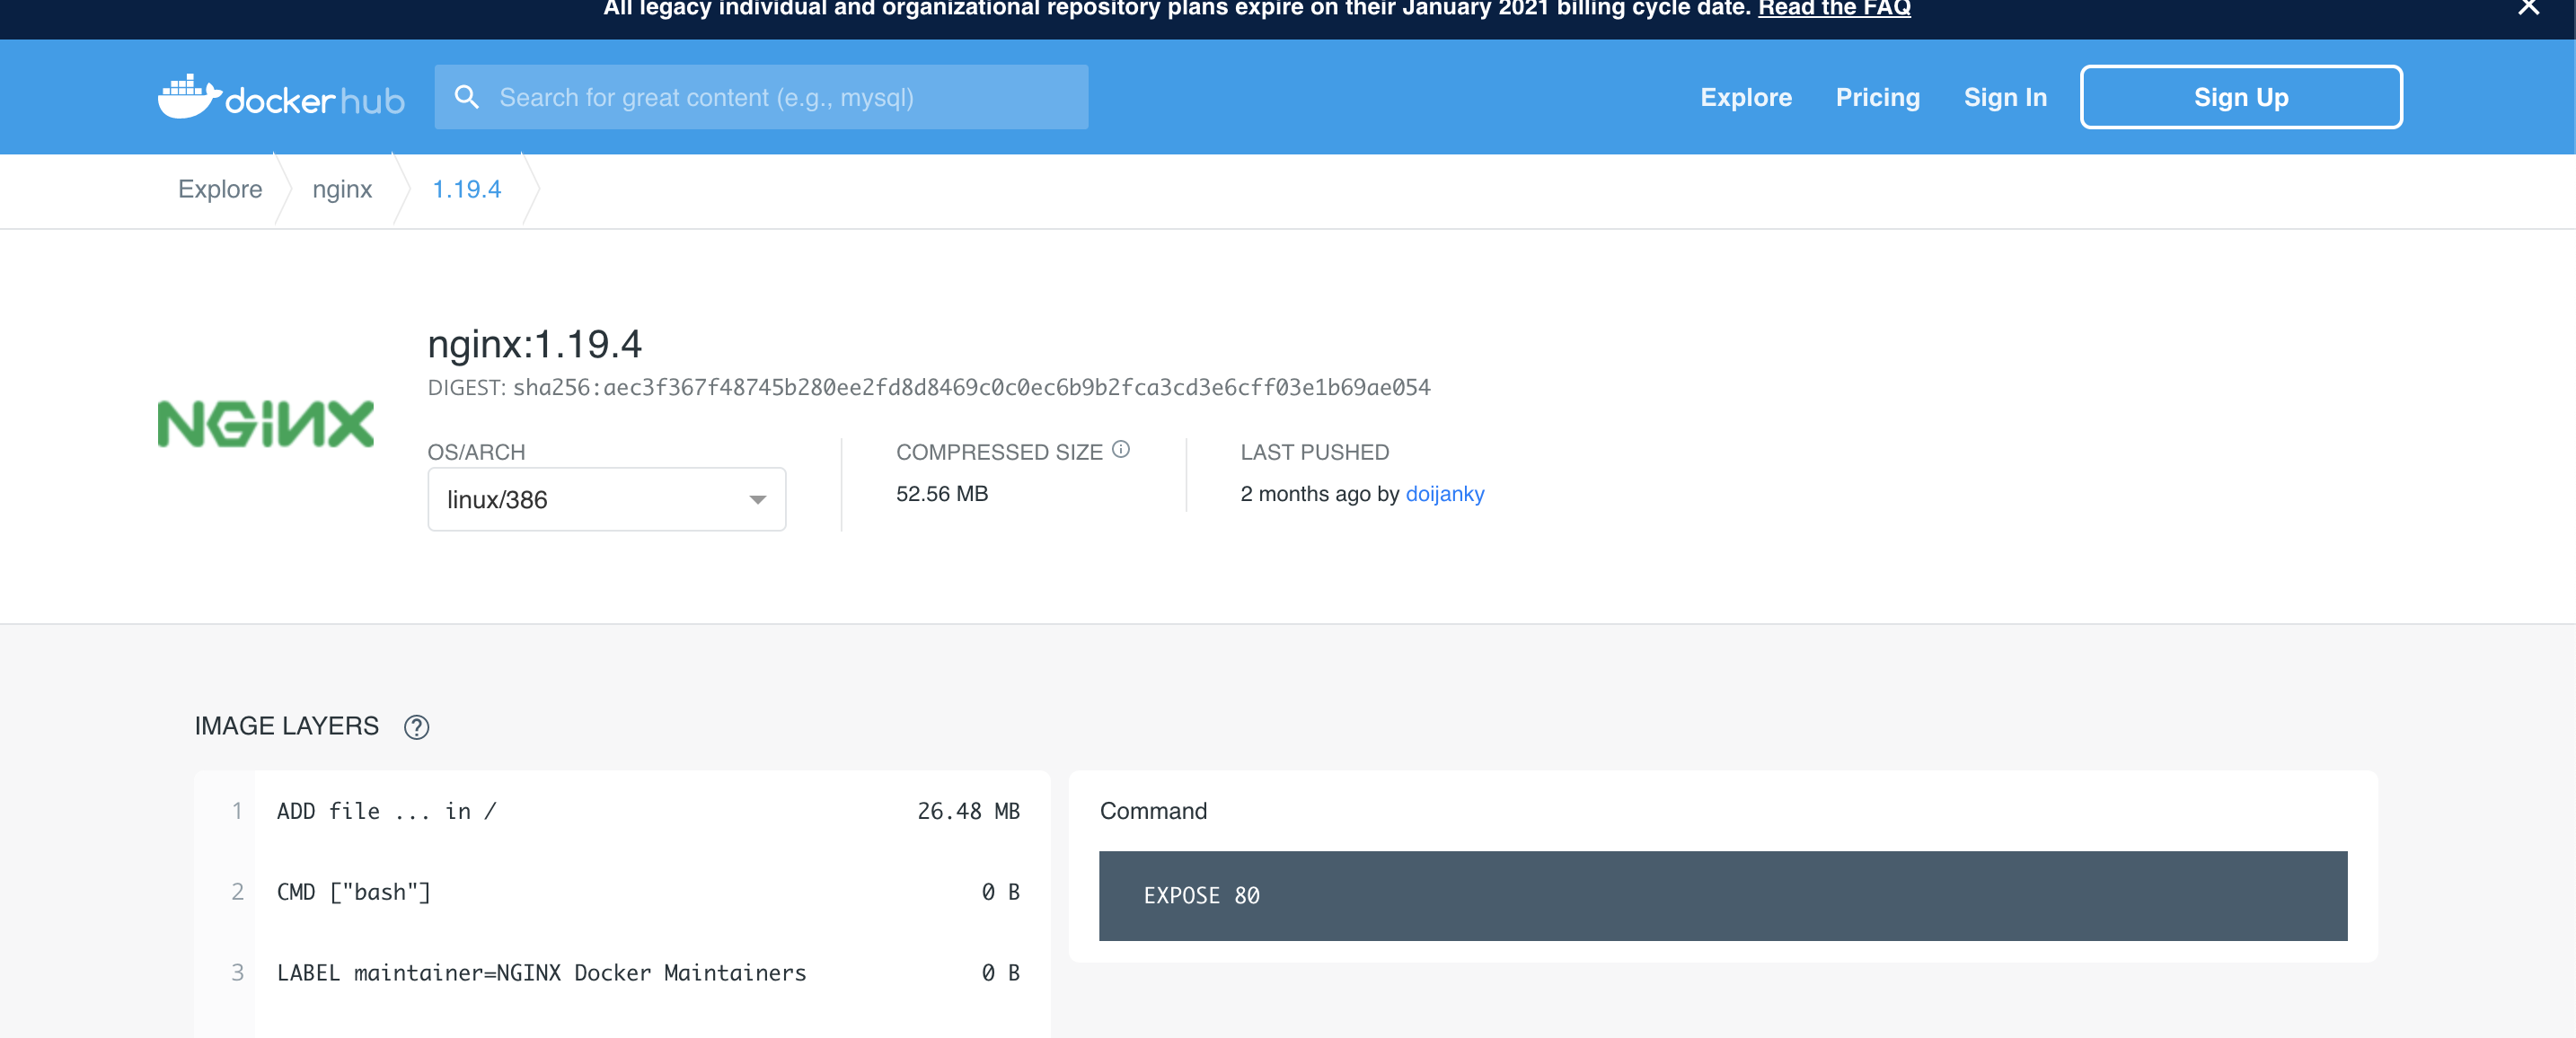 All legacy individual and organizational repository plans expire on their January 2021 billing cycle date. Read the FAQ
docker hub
Search for great content (e.g., mysql)
Explore
Pricing
Sign In
Sign Up
Explore
nginx
1.19.4
NGiNX
nginx:1.19.4
DIGEST: sha256:aec3f367f48745b280ee2fd8d8469c0c0ec6b9b2fca3cd3e6cff03e1b69ae054
OS/ARCH
linux/386
COMPRESSED SIZE
52.56 MB
LAST PUSHED
2 months ago by doijanky
IMAGE LAYERS ?
1 ADD file ... in / 26.48 MB
2 CMD ["bash"] 0 B
3 LABEL maintainer=NGINX Docker Maintainers 0 B
Command
EXPOSE 80